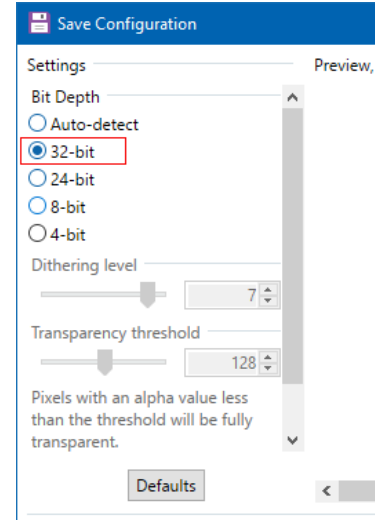 Save Configuration
Settings
Preview,
Bit Depth
Auto-detect
32-bit
24-bit
8-bit
4-bit
Dithering level
7
Transparency threshold
128
Pixels with an alpha value less
than the threshold will be fully
transparent.
Defaults